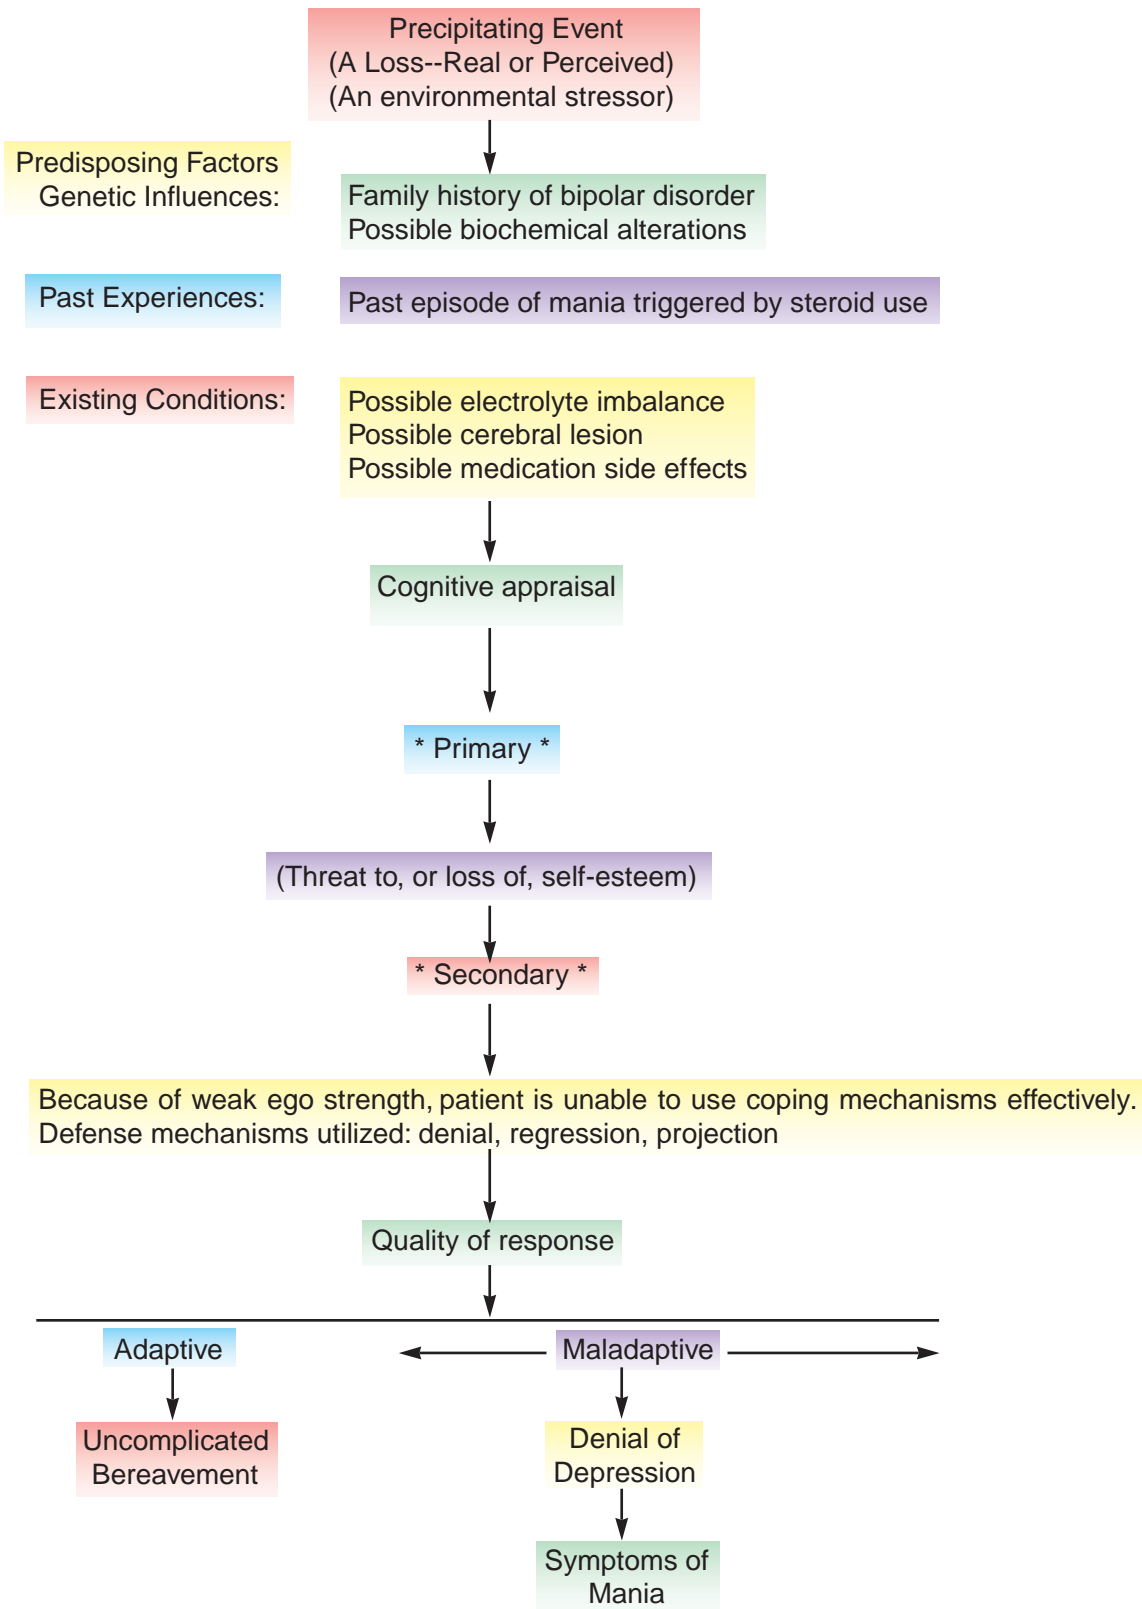 Precipitating Event
(A Loss--Real or Perceived)
(An environmental stressor)
Predisposing Factors
Genetic Influences:
Family history of bipolar disorder
Possible biochemical alterations
Past Experiences:
Past episode of mania triggered by steroid use
Existing Conditions:
Possible electrolyte imbalance
Possible cerebral lesion
Possible medication side effects
Cognitive appraisal
* Primary *
(Threat to, or loss of, self-esteem)
* Secondary *
Because of weak ego strength, patient is unable to use coping mechanisms effectively.
Defense mechanisms utilized: denial, regression, projection
Quality of response
Adaptive
Maladaptive
Uncomplicated
Bereavement
Denial of
Depression
Symptoms of
Mania